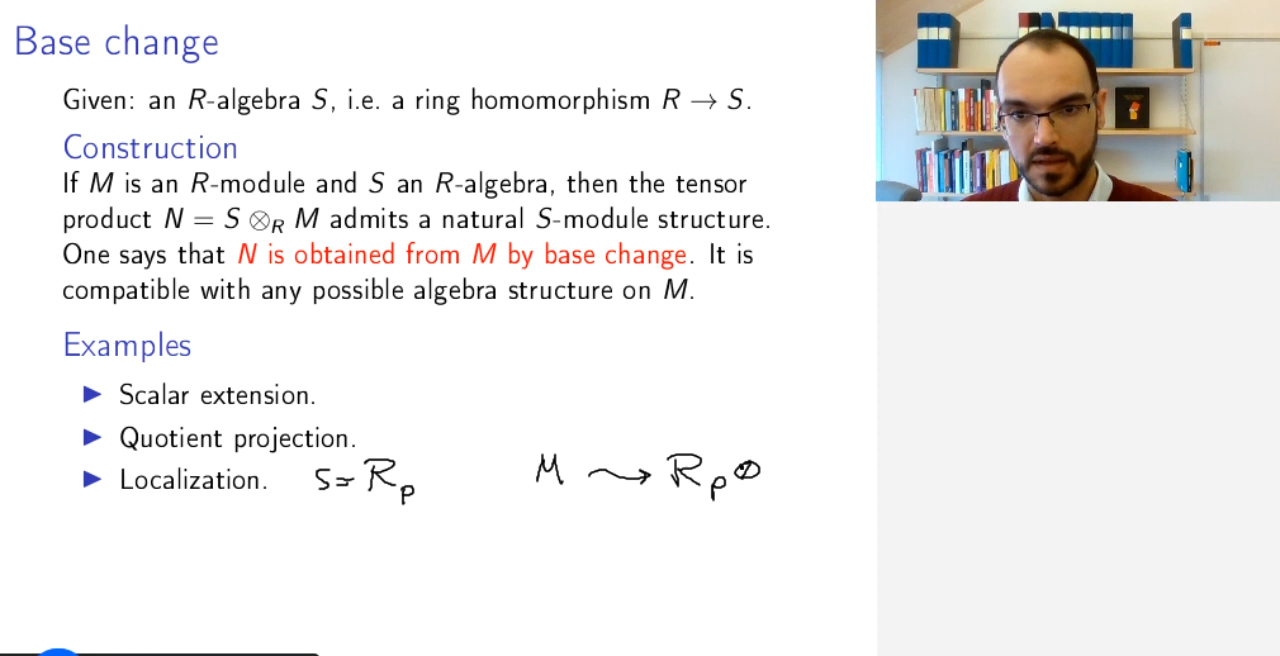 Base change
Given: an R-algebra S, i.e. a ring homomorphism R → S.
Construction
If M is an R-module and S an R-algebra, then the tensor
product N = S ⊗_R M admits a natural S-module structure.
One says that N is obtained from M by base change. It is
compatible with any possible algebra structure on M.
Examples
▶ Scalar extension.
▶ Quotient projection.
▶ Localization. S = R_p M ⇝ R_p ⊗